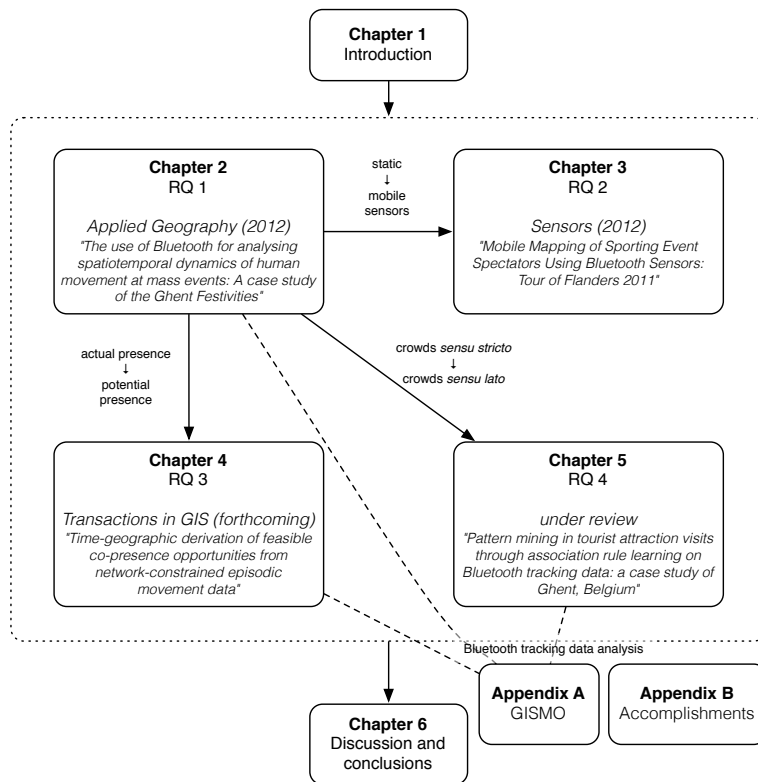 Chapter 1
Introduction
Chapter 2
RQ 1
Applied Geography (2012)
"The use of Bluetooth for analysing
spatiotemporal dynamics of human
movement at mass events: A case study
of the Ghent Festivities"
static
↓
mobile
sensors
Chapter 3
RQ 2
Sensors (2012)
"Mobile Mapping of Sporting Event
Spectators Using Bluetooth Sensors:
Tour of Flanders 2011"
actual presence
↓
potential
presence
crowds sensu stricto
↓
crowds sensu lato
Chapter 4
RQ 3
Transactions in GIS (forthcoming)
"Time-geographic derivation of feasible
co-presence opportunities from
network-constrained episodic
movement data"
Chapter 5
RQ 4
under review
"Pattern mining in tourist attraction visits
through association rule learning on
Bluetooth tracking data: a case study of
Ghent, Belgium"
Bluetooth tracking data analysis
Appendix A
GISMO
Appendix B
Accomplishments
Chapter 6
Discussion and
conclusions